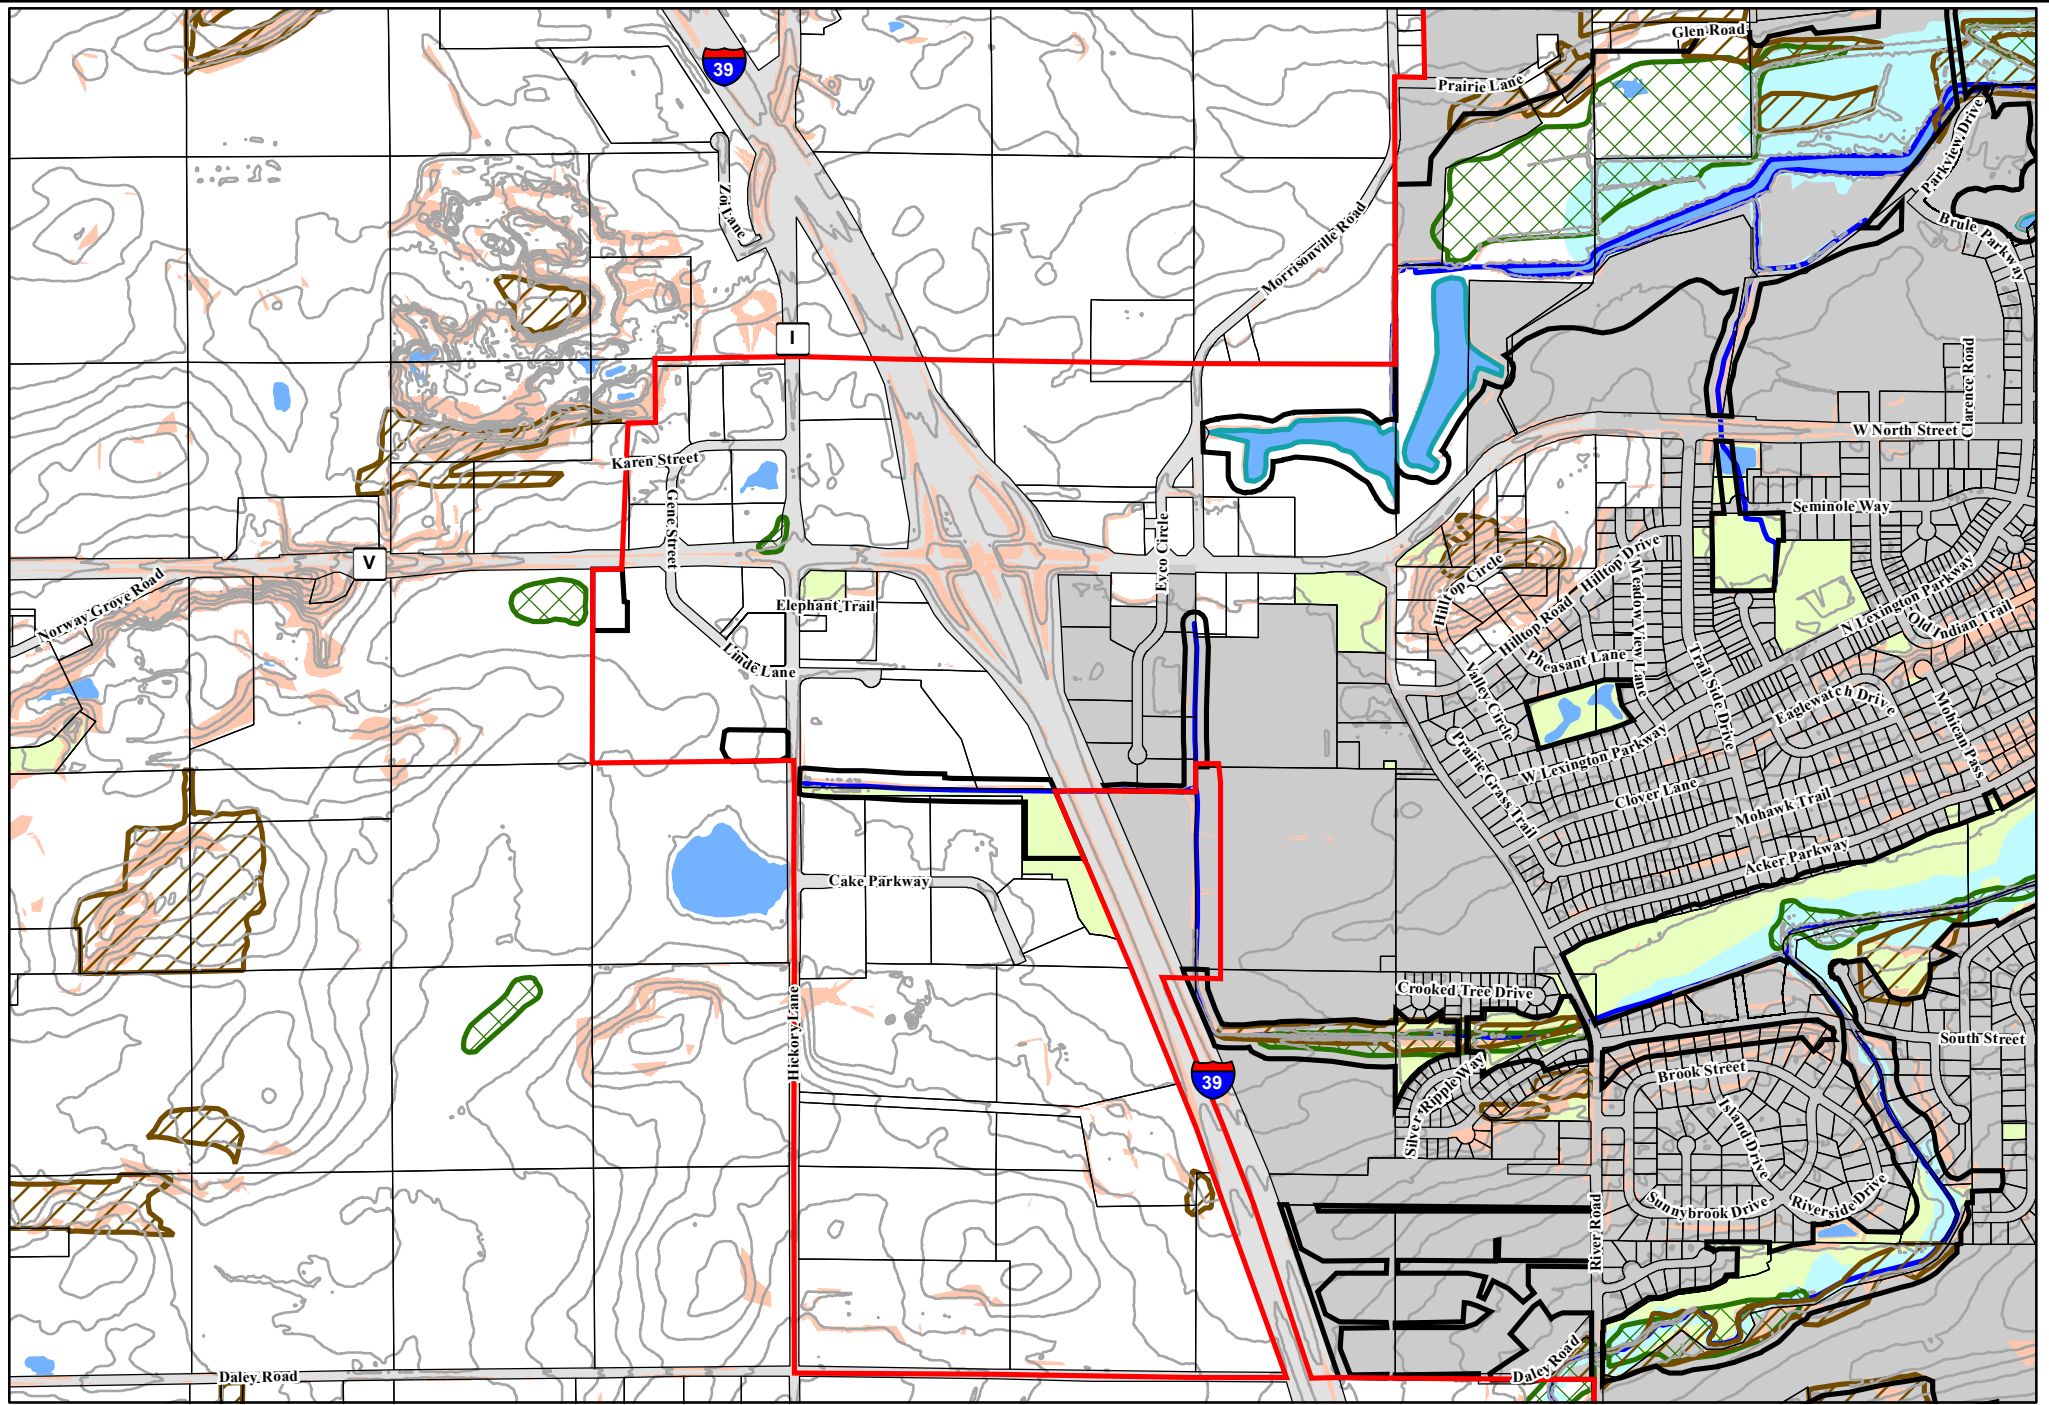 Glen Road
39
Prairie Lane
Parkview Drive
Zoi Lane
Morrisonville Road
Brule Parkway
I
Clarence Road
W North Street
Karen Street
Gene Street
Seminole Way
Evco Circle
V
Norway Grove Road
Elephant Trail
Linde Lane
Hilltop Circle
Hilltop Road
Hilltop Drive
Meadow View Lane
N Lexington Parkway
Old Indian Trail
Pheasant Lane
Valley Circle
Trail Side Drive
Eaglewatch Drive
Mohican Pass
Prairie Grass Trail
W Lexington Parkway
Clover Lane
Mohawk Trail
Acker Parkway
Cake Parkway
Hickory Lane
Crooked Tree Drive
South Street
39
Silver Ripple Way
Brook Street
Island Drive
Sunnybrook Drive
Riverside Drive
River Road
Daley Road
Daley Road